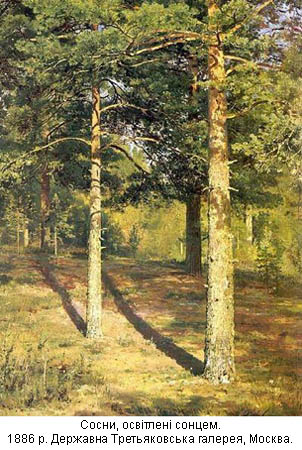 Сосни, освітлені сонцем.
1886 р. Державна Третьяковська галерея, Москва.